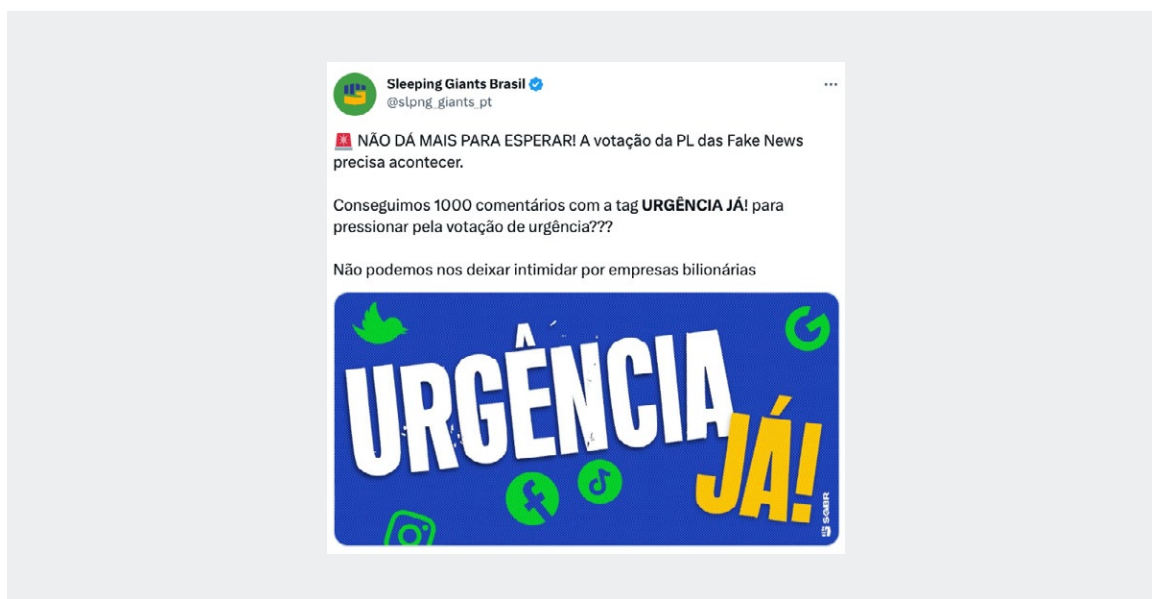 Sleeping Giants Brasil
@slpng_giants_pt
🚨 NÃO DÁ MAIS PARA ESPERAR! A votação da PL das Fake News
precisa acontecer.
Conseguimos 1000 comentários com a tag URGÊNCIA JÁ! para
pressionar pela votação de urgência???
Não podemos nos deixar intimidar por empresas bilionárias
URGÊNCIA
JÁ!
SGBR